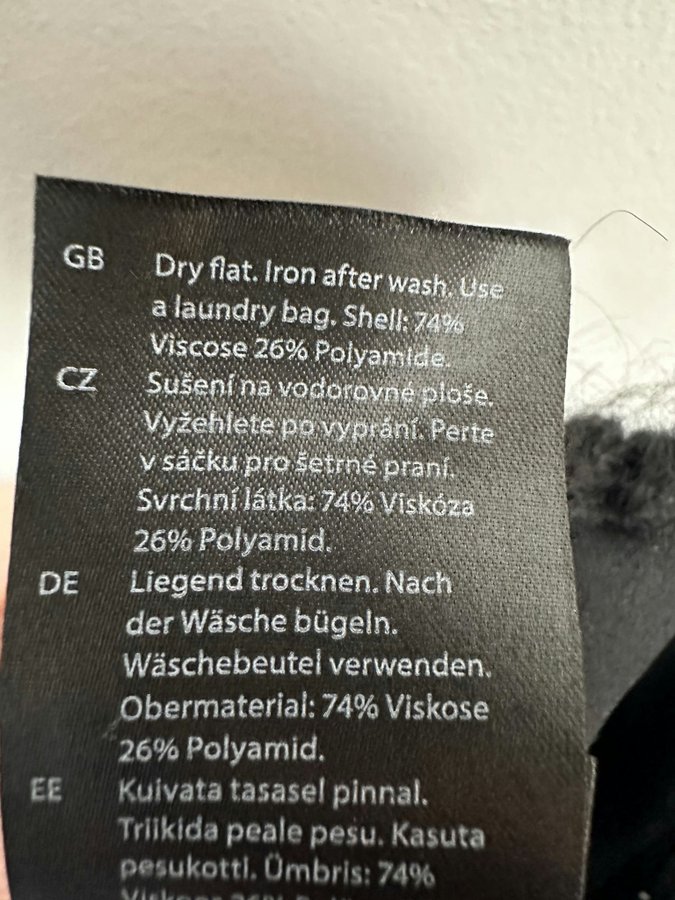 GB Dry flat. Iron after wash. Use
a laundry bag. Shell: 74%
Viscose 26% Polyamide.
CZ Sušení na vodorovné ploše.
Vyžehlete po vyprání. Perte
v sáčku pro šetrné praní.
Svrchní látka: 74% Viskóza
26% Polyamid.
DE Liegend trocknen. Nach
der Wäsche bügeln.
Wäschebeutel verwenden.
Obermaterial: 74% Viskose
26% Polyamid.
EE Kuivata tasasel pinnal.
Triikida peale pesu. Kasuta
pesukotti. Ümbris: 74%